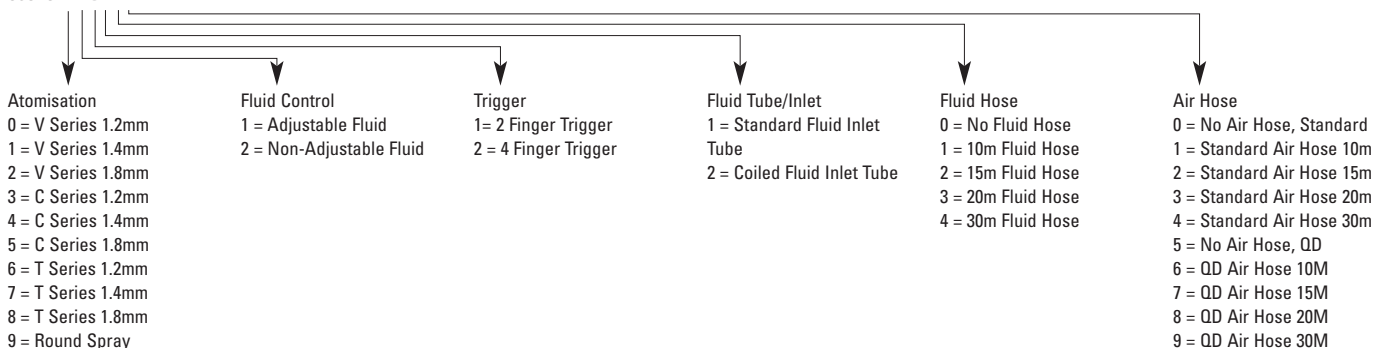 Atomisation
0 = V Series 1.2mm
1 = V Series 1.4mm
2 = V Series 1.8mm
3 = C Series 1.2mm
4 = C Series 1.4mm
5 = C Series 1.8mm
6 = T Series 1.2mm
7 = T Series 1.4mm
8 = T Series 1.8mm
9 = Round Spray
Fluid Control
1 = Adjustable Fluid
2 = Non-Adjustable Fluid
Trigger
1= 2 Finger Trigger
2 = 4 Finger Trigger
Fluid Tube/Inlet
1 = Standard Fluid Inlet
Tube
2 = Coiled Fluid Inlet Tube
Fluid Hose
0 = No Fluid Hose
1 = 10m Fluid Hose
2 = 15m Fluid Hose
3 = 20m Fluid Hose
4 = 30m Fluid Hose
Air Hose
0 = No Air Hose, Standard
1 = Standard Air Hose 10m
2 = Standard Air Hose 15m
3 = Standard Air Hose 20m
4 = Standard Air Hose 30m
5 = No Air Hose, QD
6 = QD Air Hose 10M
7 = QD Air Hose 15M
8 = QD Air Hose 20M
9 = QD Air Hose 30M